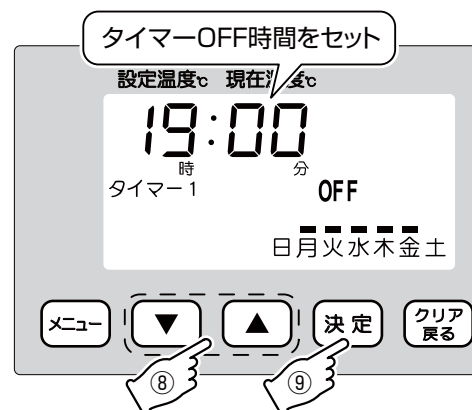 タイマーOFF時間をセット
設定温度℃ 現在温度℃
19:00
時 分
タイマー1 OFF
日月火水木金土
メニュー ▼ ▲ 決定 クリア
戻る
⑧ ⑨